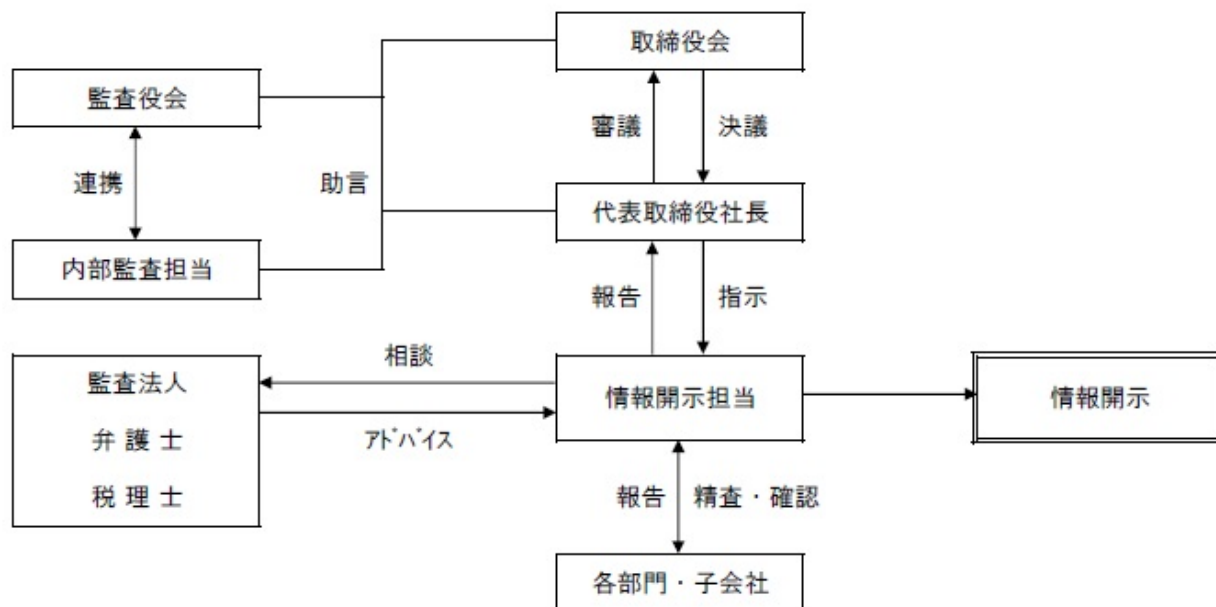 取締役会
監査役会
審議
決議
連携
助言
代表取締役社長
内部監査担当
報告
指示
相談
監査法人
弁 護 士
税 理 士
アドバイス
情報開示担当
情報開示
報告
精査・確認
各部門・子会社